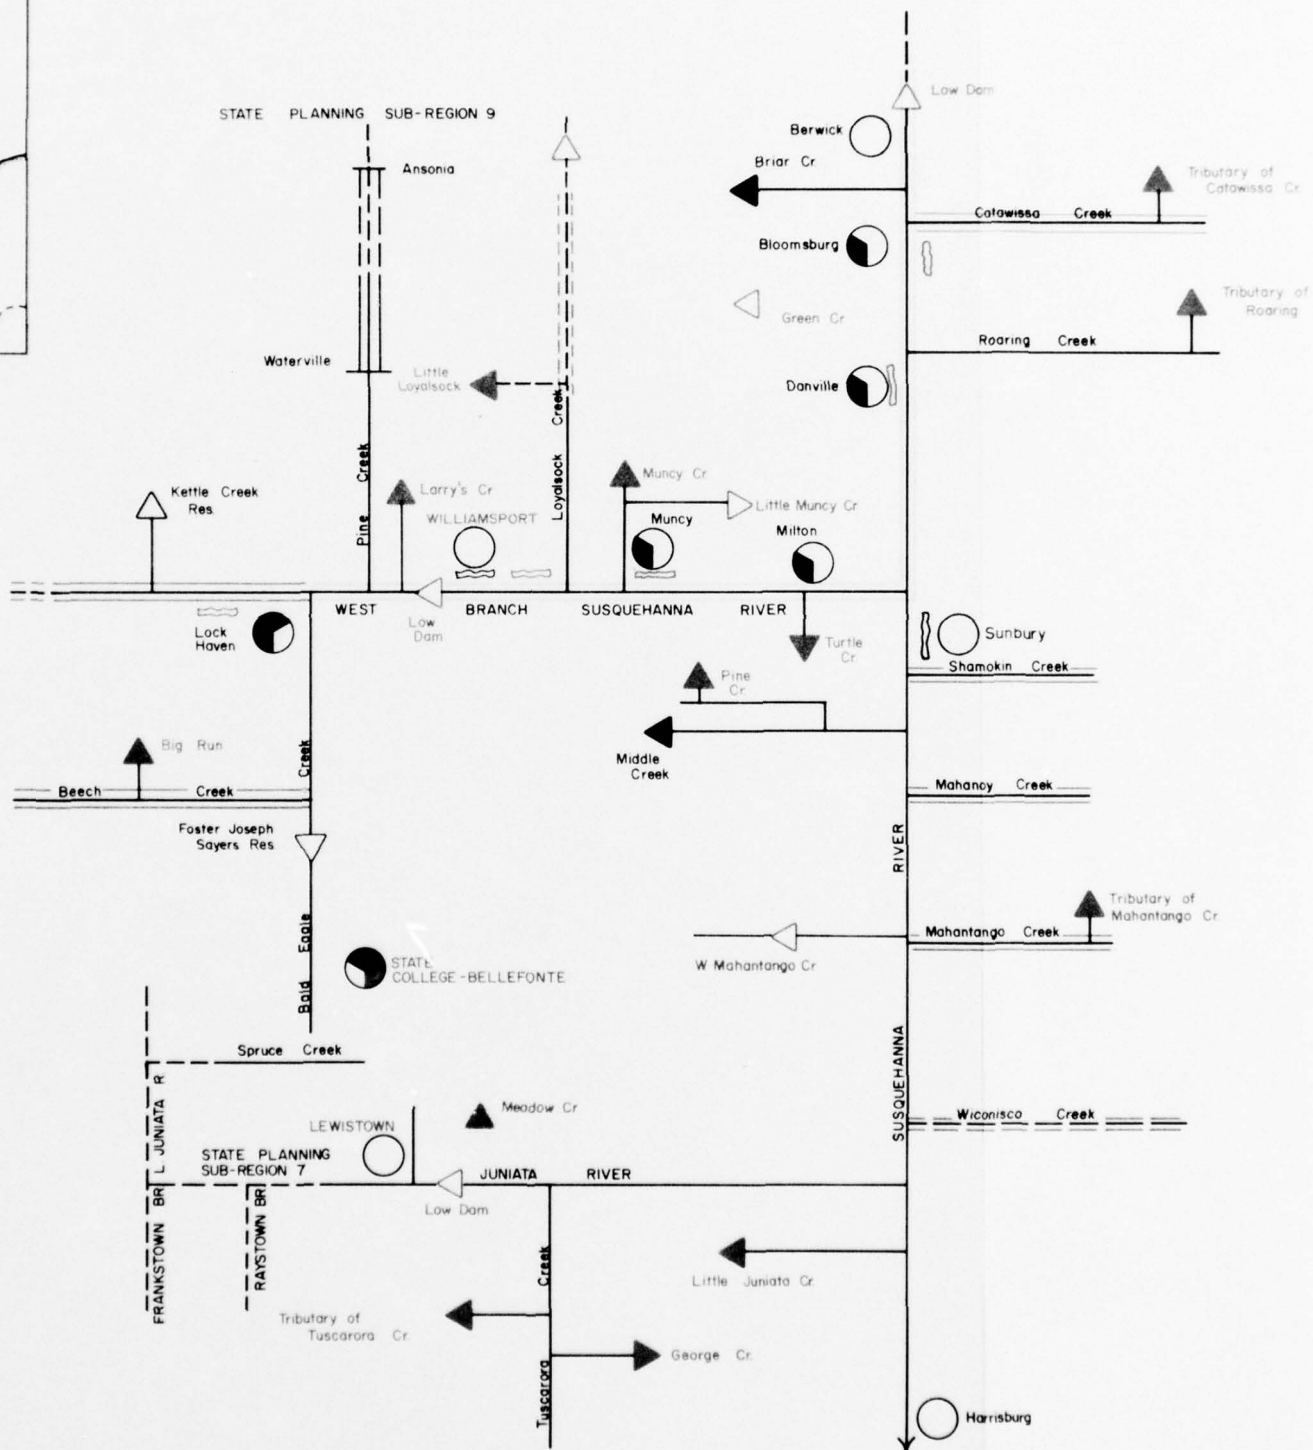 Low Dam
STATE PLANNING SUB-REGION 9
Berwick
Briar Cr
Ansonia
Tributary of
Catawissa Cr.
Catawissa Creek
Bloomsburg
Green Cr
Tributary of
Roaring
Roaring Creek
Waterville
Little
Loyalsock
Danville
Pine Creek
Loyalsock Creek
Kettle Creek
Res.
Larry's Cr
WILLIAMSPORT
Muncy Cr
Little Muncy Cr
Muncy
Milton
WEST BRANCH SUSQUEHANNA RIVER
Low
Dam
Lock
Haven
Turtle
Cr
Sunbury
Shamokin Creek
Pine
Cr
Middle
Creek
Big Run
Beech Creek
Mahanoy Creek
Foster Joseph
Sayers Res
Bald Eagle Creek
SUSQUEHANNA RIVER
Tributary of
Mahantango Cr.
Mahantango Creek
W Mahantango Cr
STATE
COLLEGE-BELLEFONTE
Spruce Creek
L JUNIATA R
Meadow Cr
LEWISTOWN
Wiconisco Creek
STATE PLANNING
SUB-REGION 7
JUNIATA RIVER
Low Dam
FRANKSTOWN BR
RAYSTOWN BR
Tuscarora Creek
Little Juniata Cr.
Tributary of
Tuscarora Cr.
George Cr.
Harrisburg